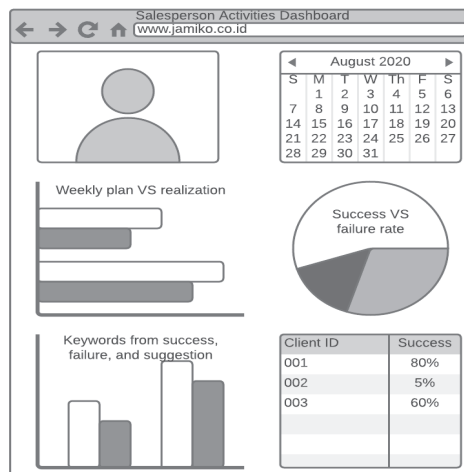 Salesperson Activities Dashboard
www.jamiko.co.id
August 2020
S M T W Th F S
1 2 3 4 5 6
7 8 9 10 11 12 13
14 15 16 17 18 19 20
21 22 23 24 25 26 27
28 29 30 31
Weekly plan VS realization
Success VS
failure rate
Keywords from success,
failure, and suggestion
Client ID Success
001 80%
002 5%
003 60%